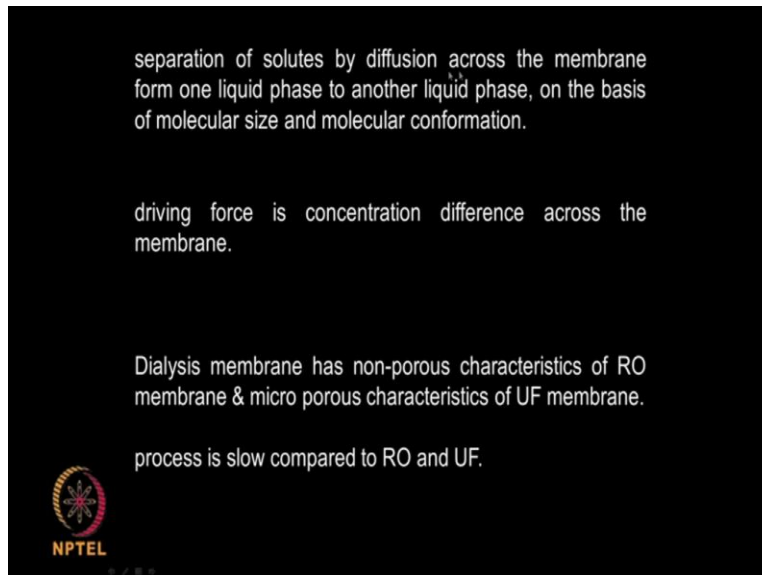 separation of solutes by diffusion across the membrane
form one liquid phase to another liquid phase, on the basis
of molecular size and molecular conformation.
driving force is concentration difference across the
membrane.
Dialysis membrane has non-porous characteristics of RO
membrane & micro porous characteristics of UF membrane.
process is slow compared to RO and UF.
NPTEL